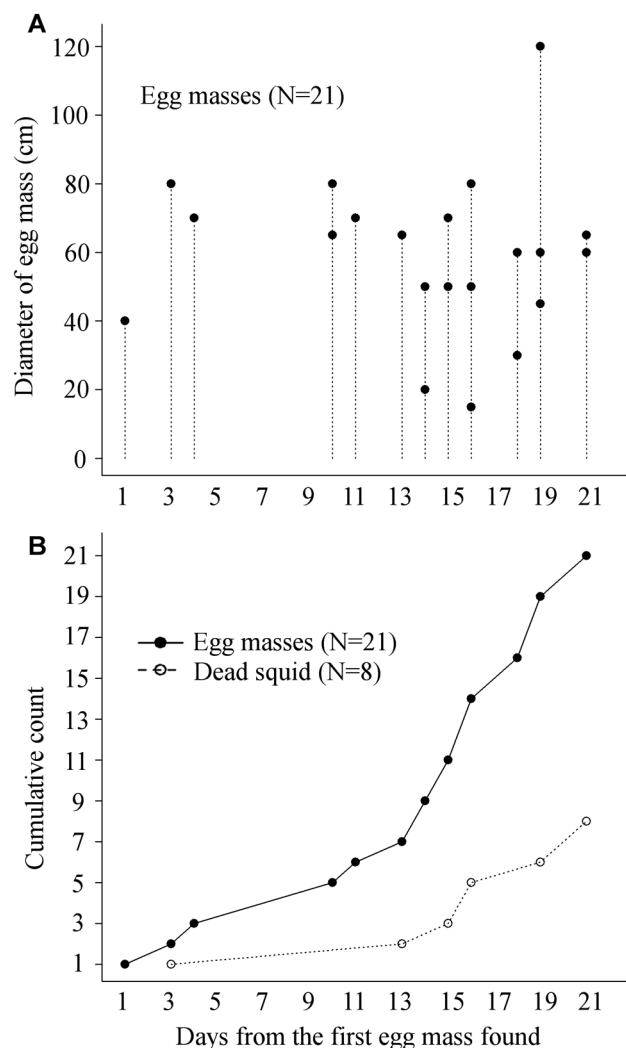 A
120
100
80
60
40
20
0
Diameter of egg mass (cm)
Egg masses (N=21)
1 3 5 7 9 11 13 15 17 19 21
B
21
19
17
15
13
11
9
7
5
3
1
Cumulative count
Egg masses (N=21)
Dead squid (N=8)
1 3 5 7 9 11 13 15 17 19 21
Days from the first egg mass found